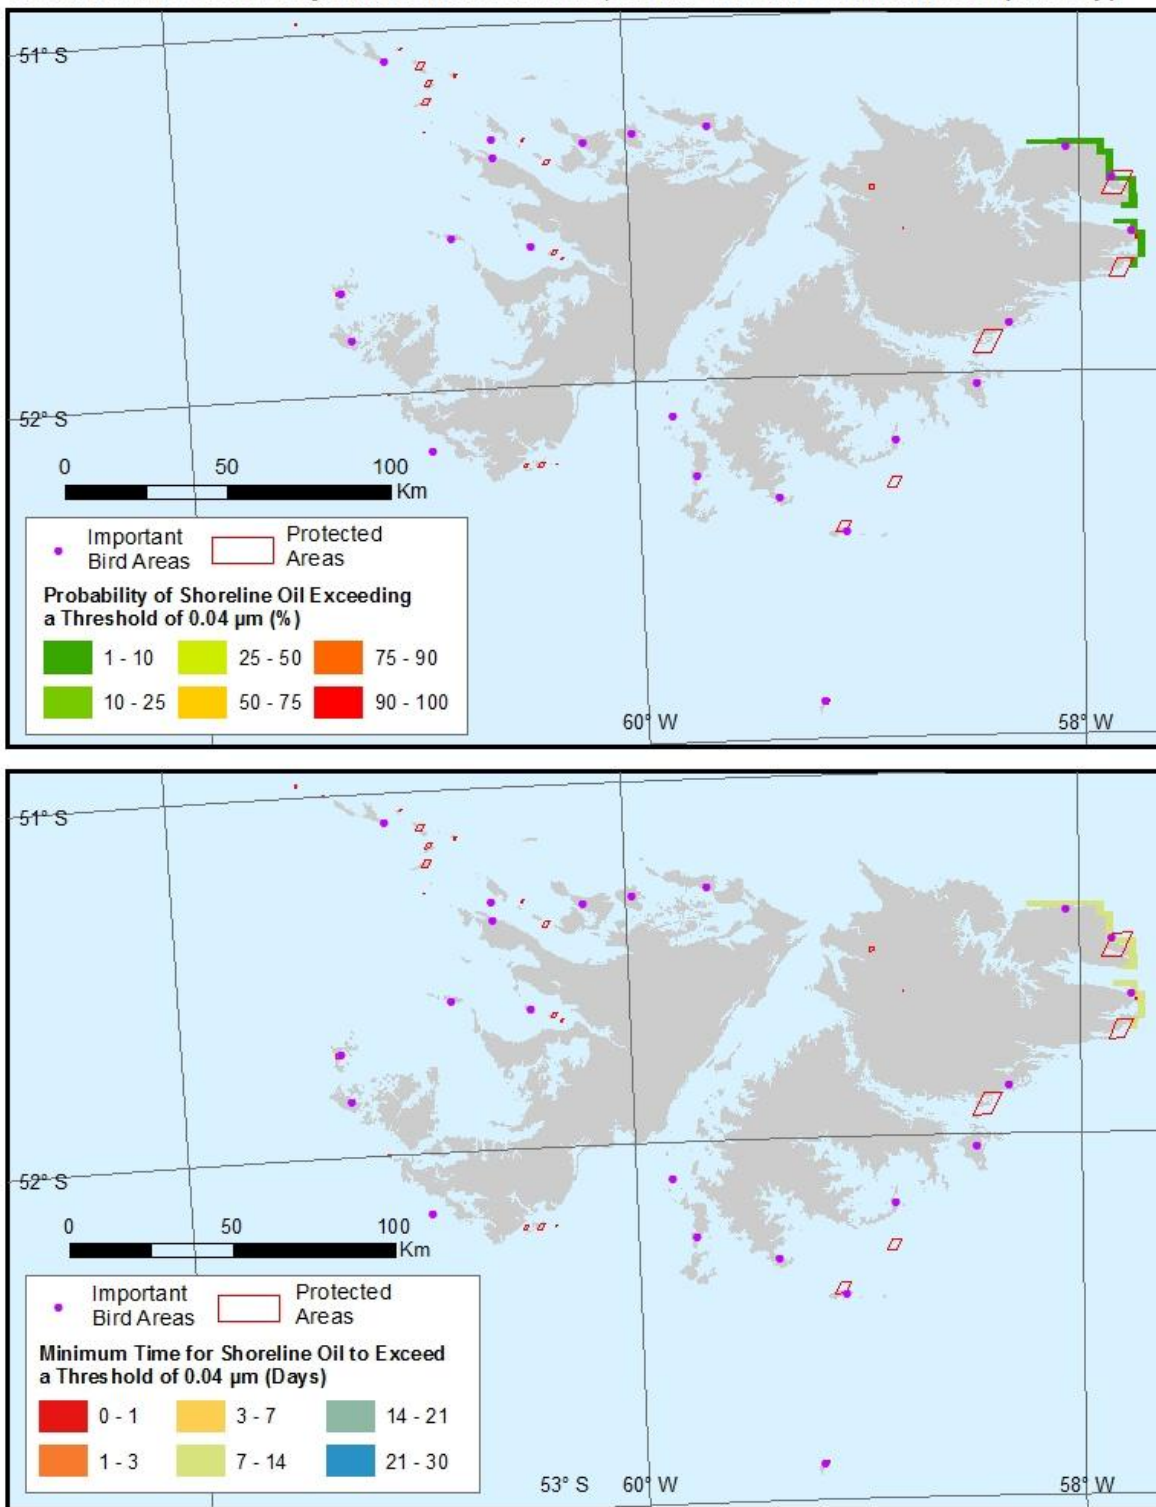 51° S
52° S
0 50 100
Km
Important
Bird Areas
Protected
Areas
Probability of Shoreline Oil Exceeding
a Threshold of 0.04 µm (%)
1 - 10 25 - 50 75 - 90
10 - 25 50 - 75 90 - 100
60° W 58° W
51° S
52° S
0 50 100
Km
Important
Bird Areas
Protected
Areas
Minimum Time for Shoreline Oil to Exceed
a Threshold of 0.04 µm (Days)
0 - 1 3 - 7 14 - 21
1 - 3 7 - 14 21 - 30
53° S 60° W 58° W